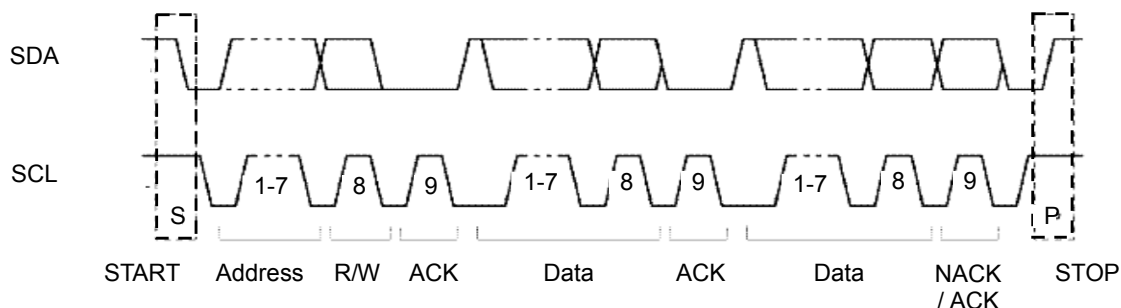 SDA
SCL
1-7 8 9 1-7 8 9 1-7 8 9
S P
START Address R/W ACK Data ACK Data NACK / ACK STOP